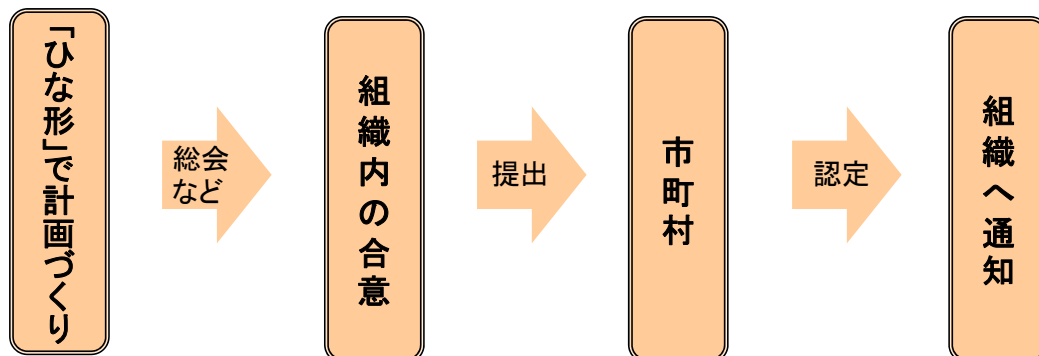 「ひな形」で計画づくり
総会
など
組織内の合意
提出
市町村
認定
組織へ通知